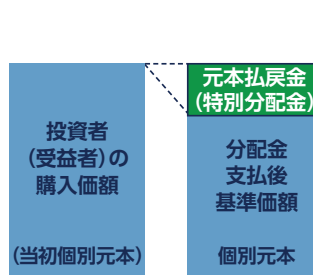 投資者
(受益者)の
購入価額
(当初個別元本)
元本払戻金
(特別分配金)
分配金
支払後
基準価額
個別元本